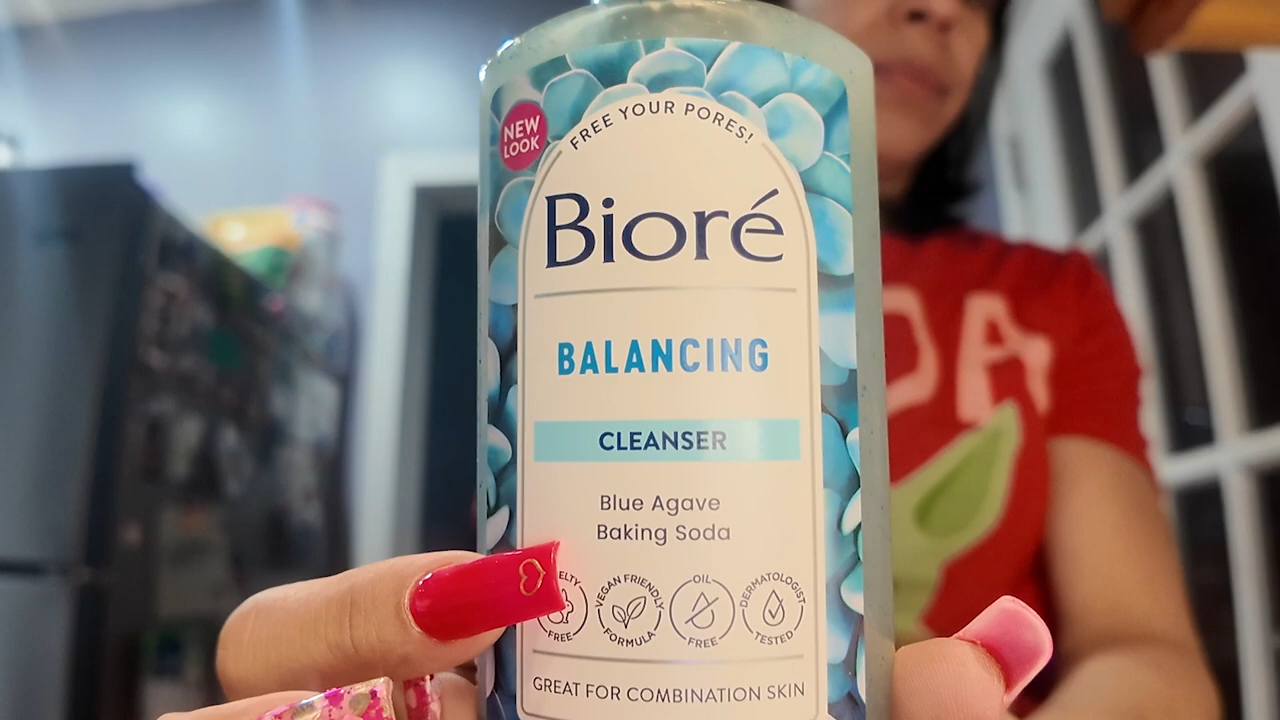 FREE YOUR PORES!
NEW
LOOK
Bioré
BALANCING
CLEANSER
Blue Agave
Baking Soda
FREE
VEGAN FRIENDLY
FORMULA
OIL
FREE
DERMATOLOGIST
TESTED
GREAT FOR COMBINATION SKIN